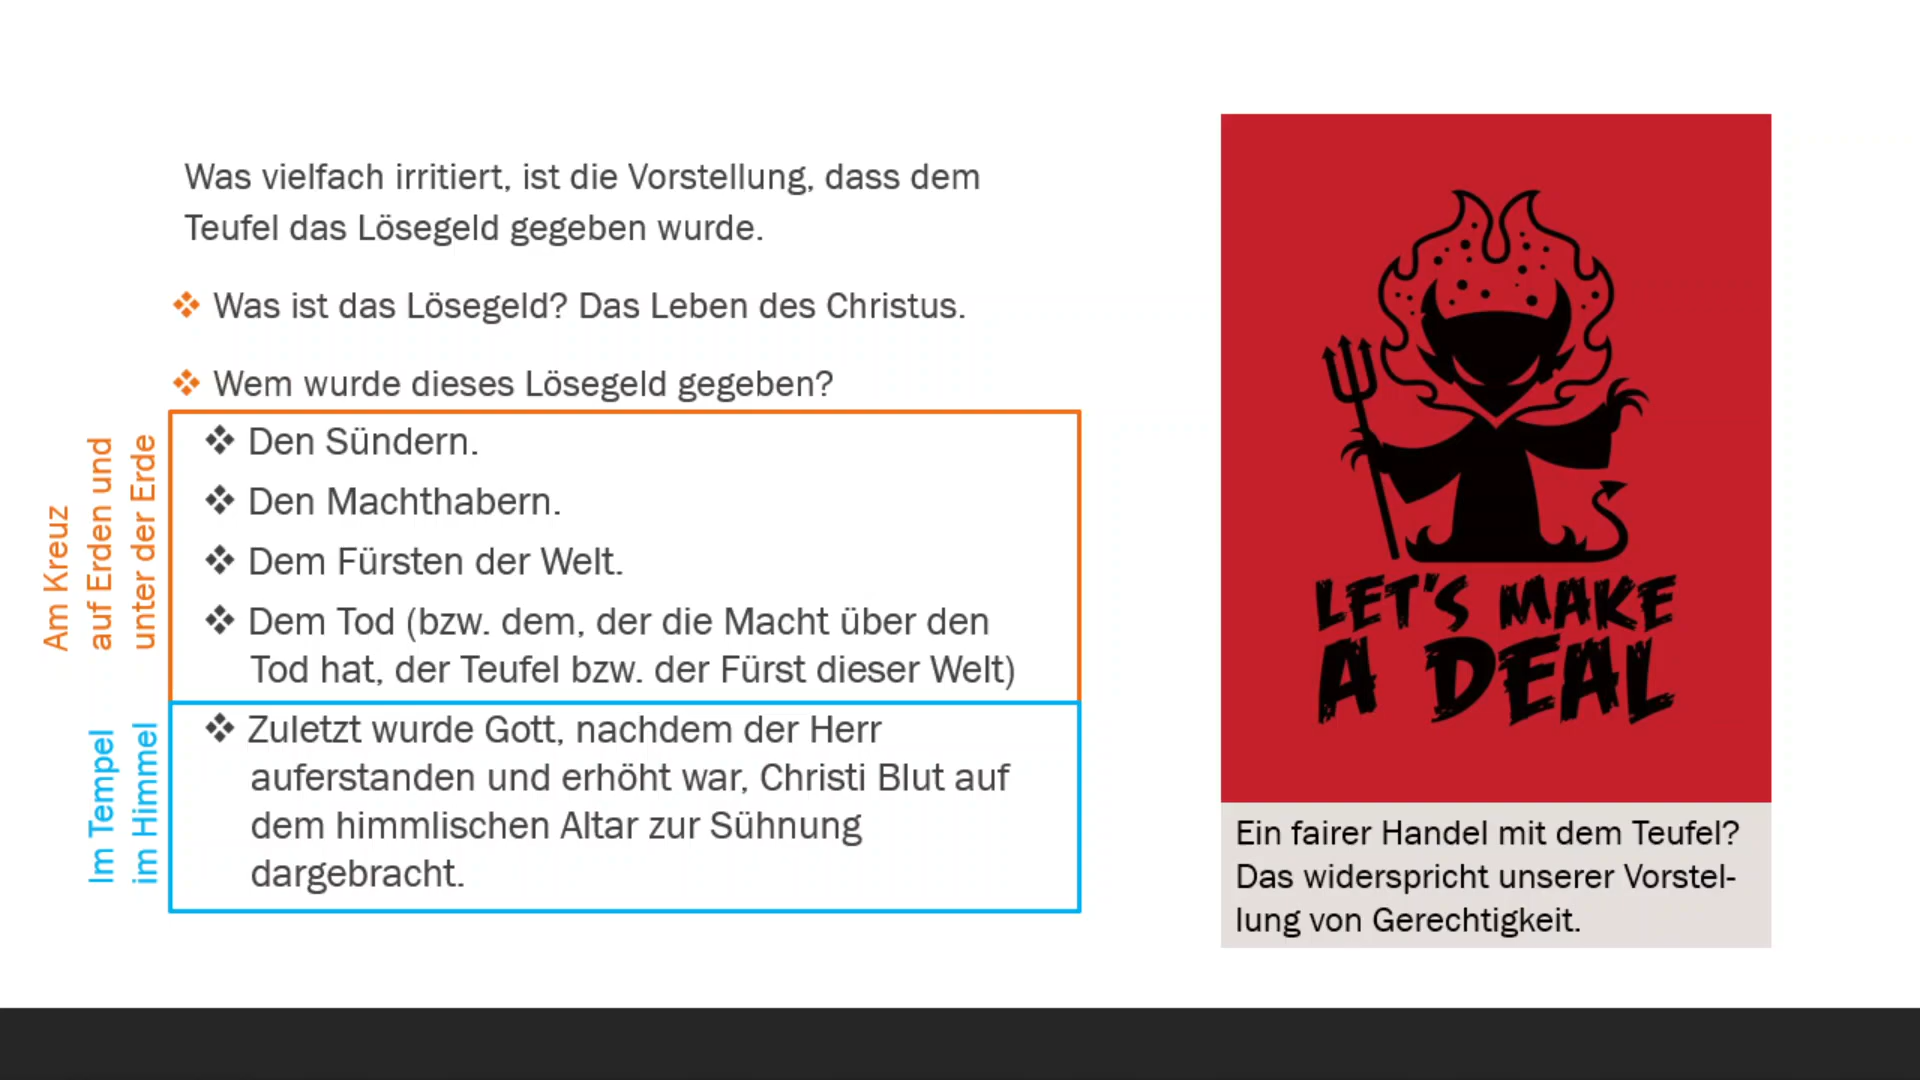 Was vielfach irritiert, ist die Vorstellung, dass dem
Teufel das Lösegeld gegeben wurde.
Was ist das Lösegeld? Das Leben des Christus.
Wem wurde dieses Lösegeld gegeben?
Am Kreuz
auf Erden und
unter der Erde
Den Sündern.
Den Machthabern.
Dem Fürsten der Welt.
Dem Tod (bzw. dem, der die Macht über den
Tod hat, der Teufel bzw. der Fürst dieser Welt)
Im Tempel
im Himmel
Zuletzt wurde Gott, nachdem der Herr
auferstanden und erhöht war, Christi Blut auf
dem himmlischen Altar zur Sühnung
dargebracht.
LET'S MAKE
A DEAL
Ein fairer Handel mit dem Teufel?
Das widerspricht unserer Vorstel-
lung von Gerechtigkeit.